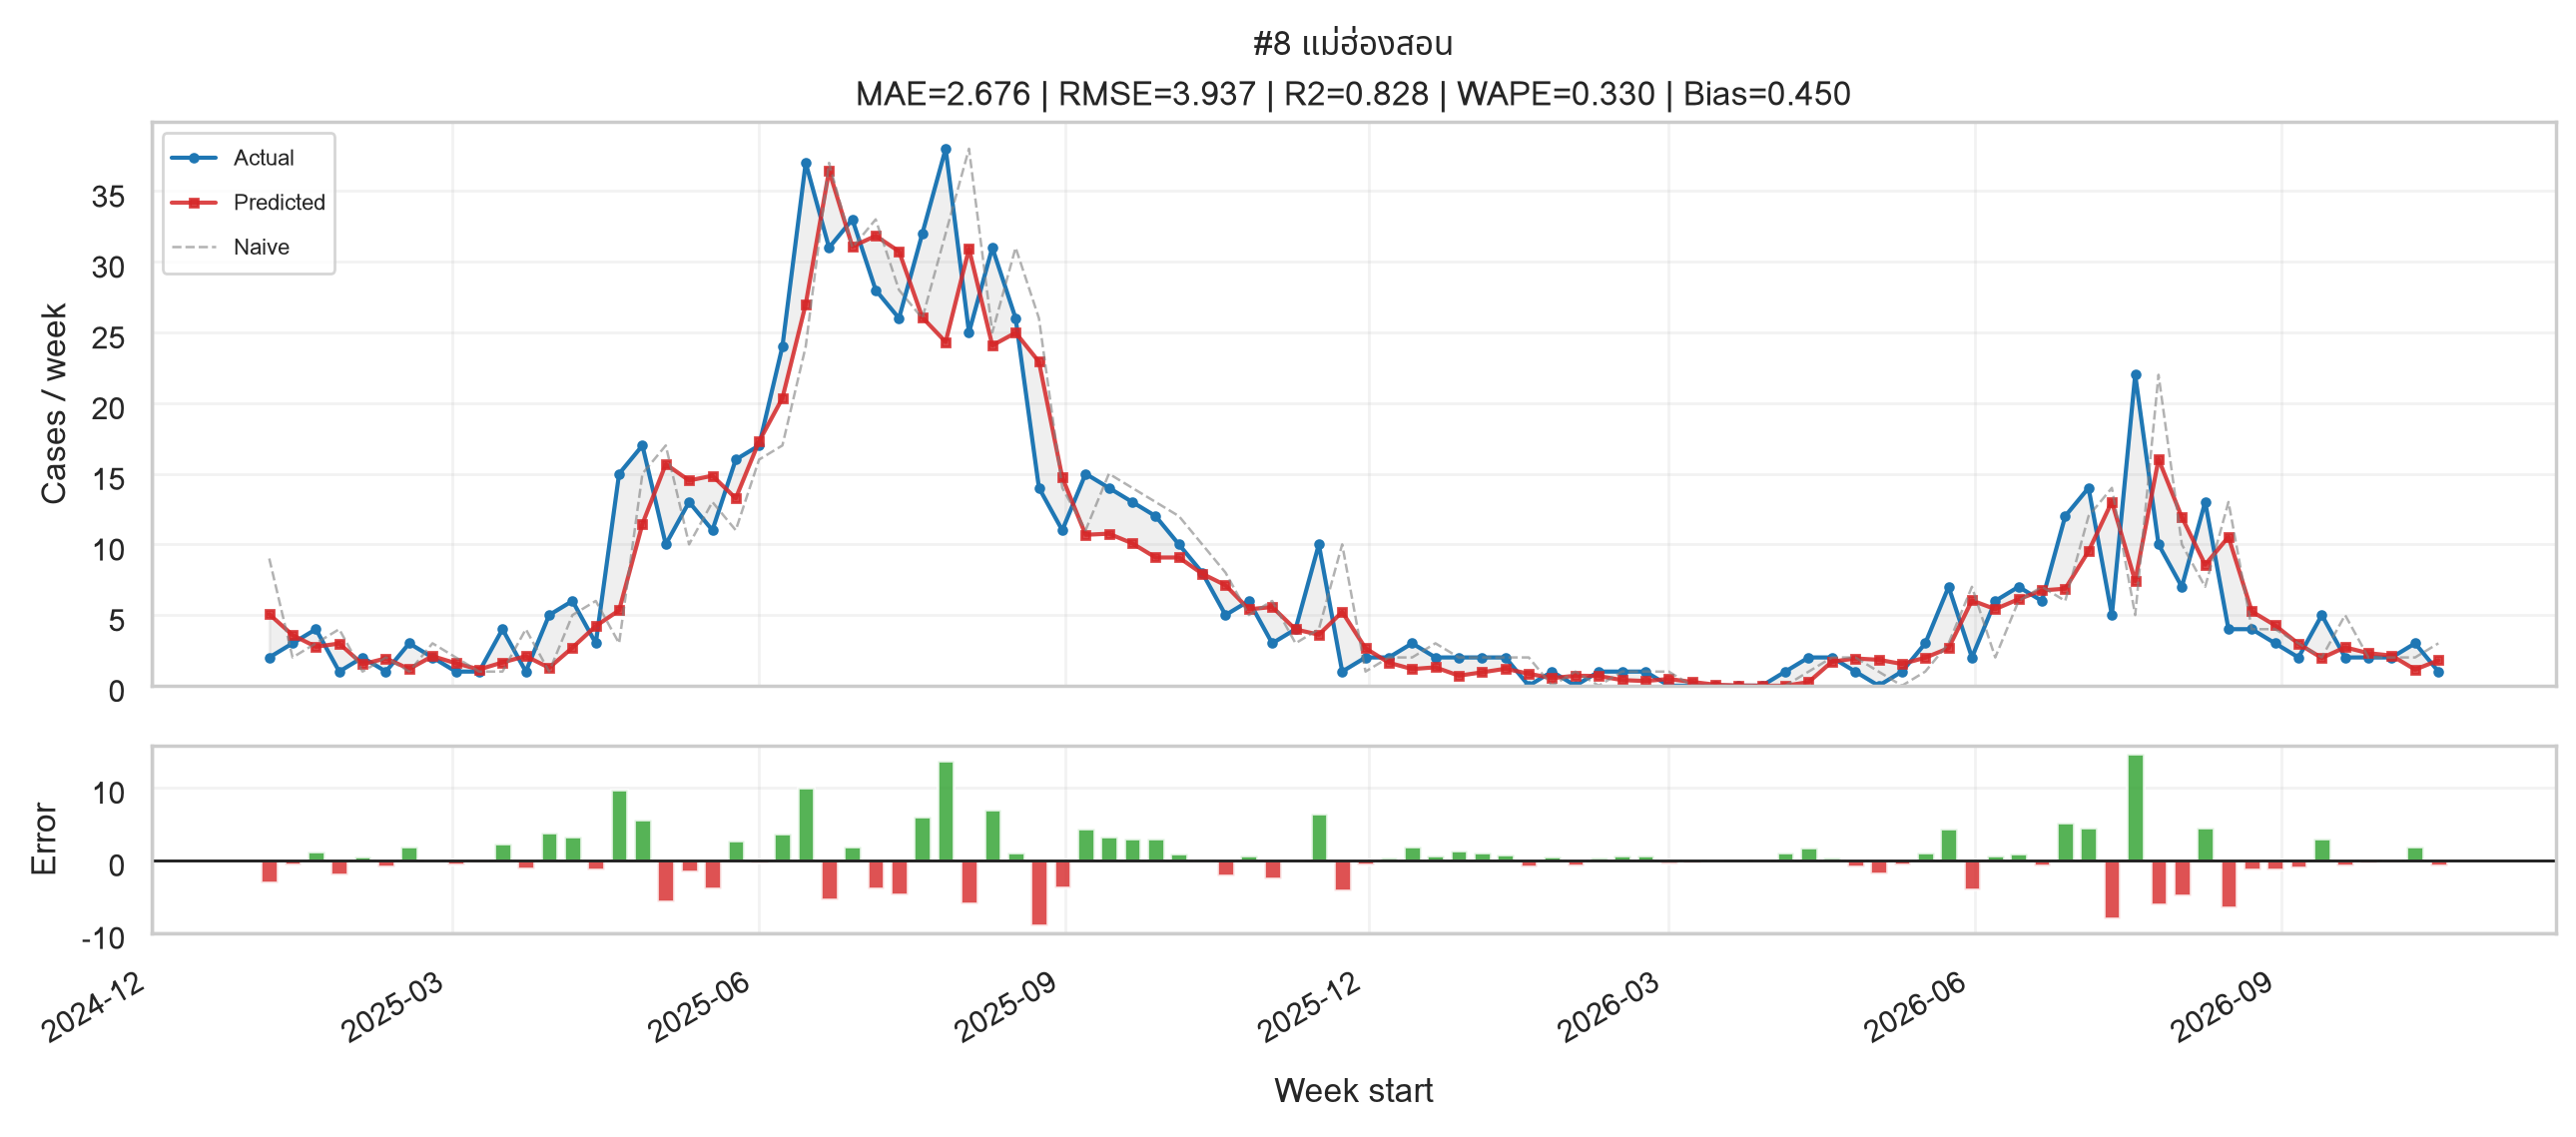 #8 แม่ฮ่องสอน
MAE=2.676 | RMSE=3.937 | R2=0.828 | WAPE=0.330 | Bias=0.450
Actual
Predicted
Naive
Cases / week
35
30
25
20
15
10
5
0
Error
10
0
-10
2024-12
2025-03
2025-06
2025-09
2025-12
2026-03
2026-06
2026-09
Week start